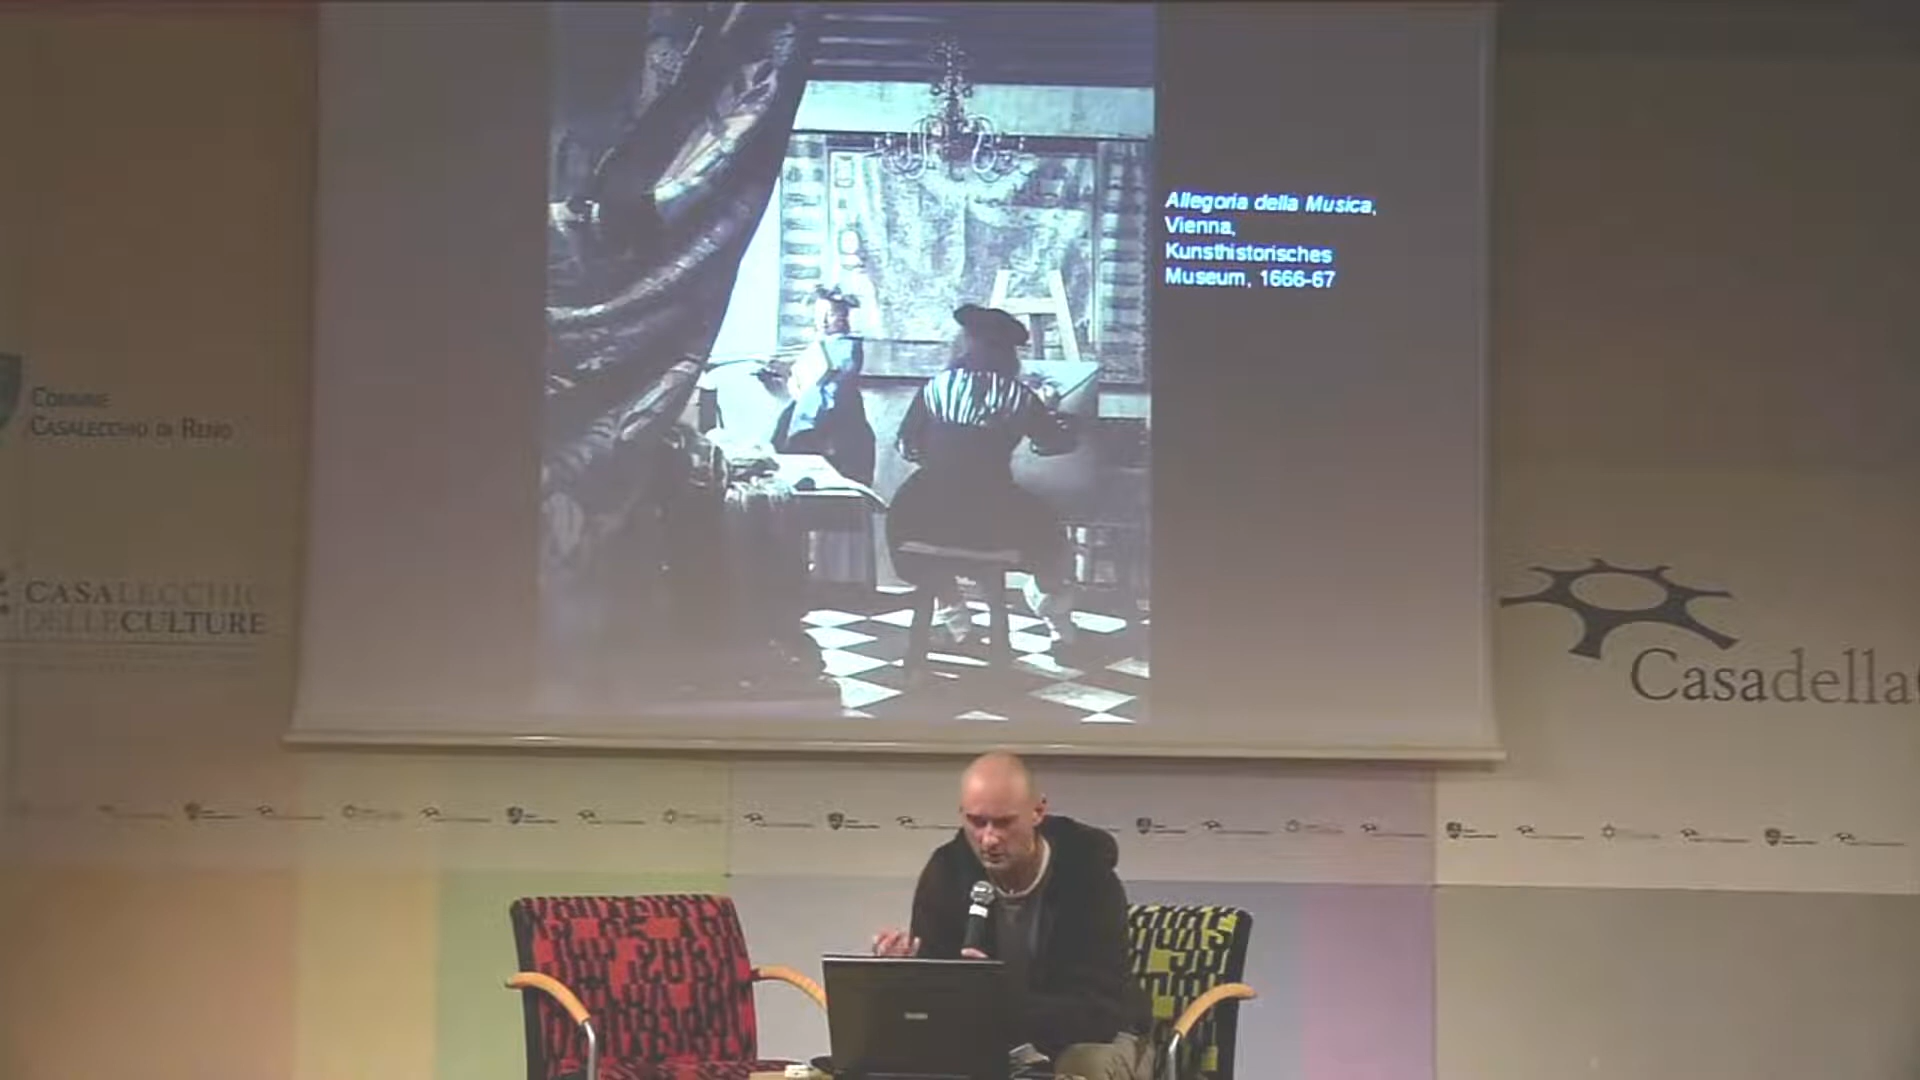 Allegoria della Musica,
Vienna,
Kunsthistorisches
Museum, 1666-67
COMUNE
CASALECCHIO DI RENO
CASALECCHIO
DELLECULTURE
Casadella